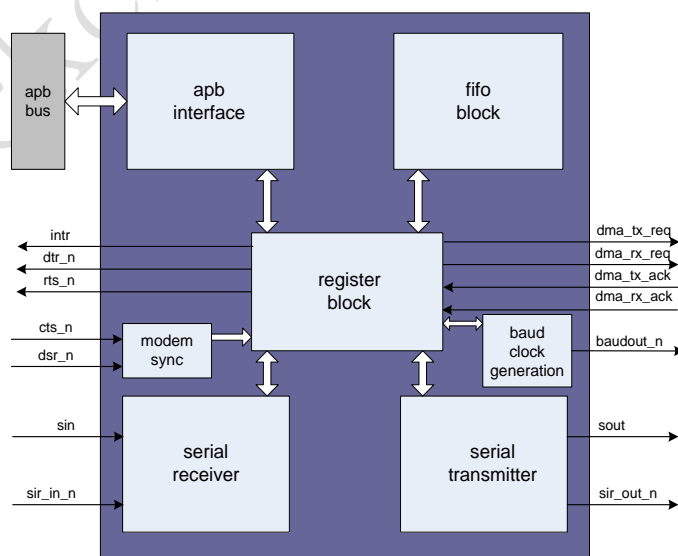 apb
bus
apb
interface
fifo
block
intr
dtr_n
rts_n
cts_n
dsr_n
modem
sync
register
block
dma_tx_req
dma_rx_req
dma_tx_ack
dma_rx_ack
baud
clock
generation
baudout_n
sin
sir_in_n
serial
receiver
serial
transmitter
sout
sir_out_n